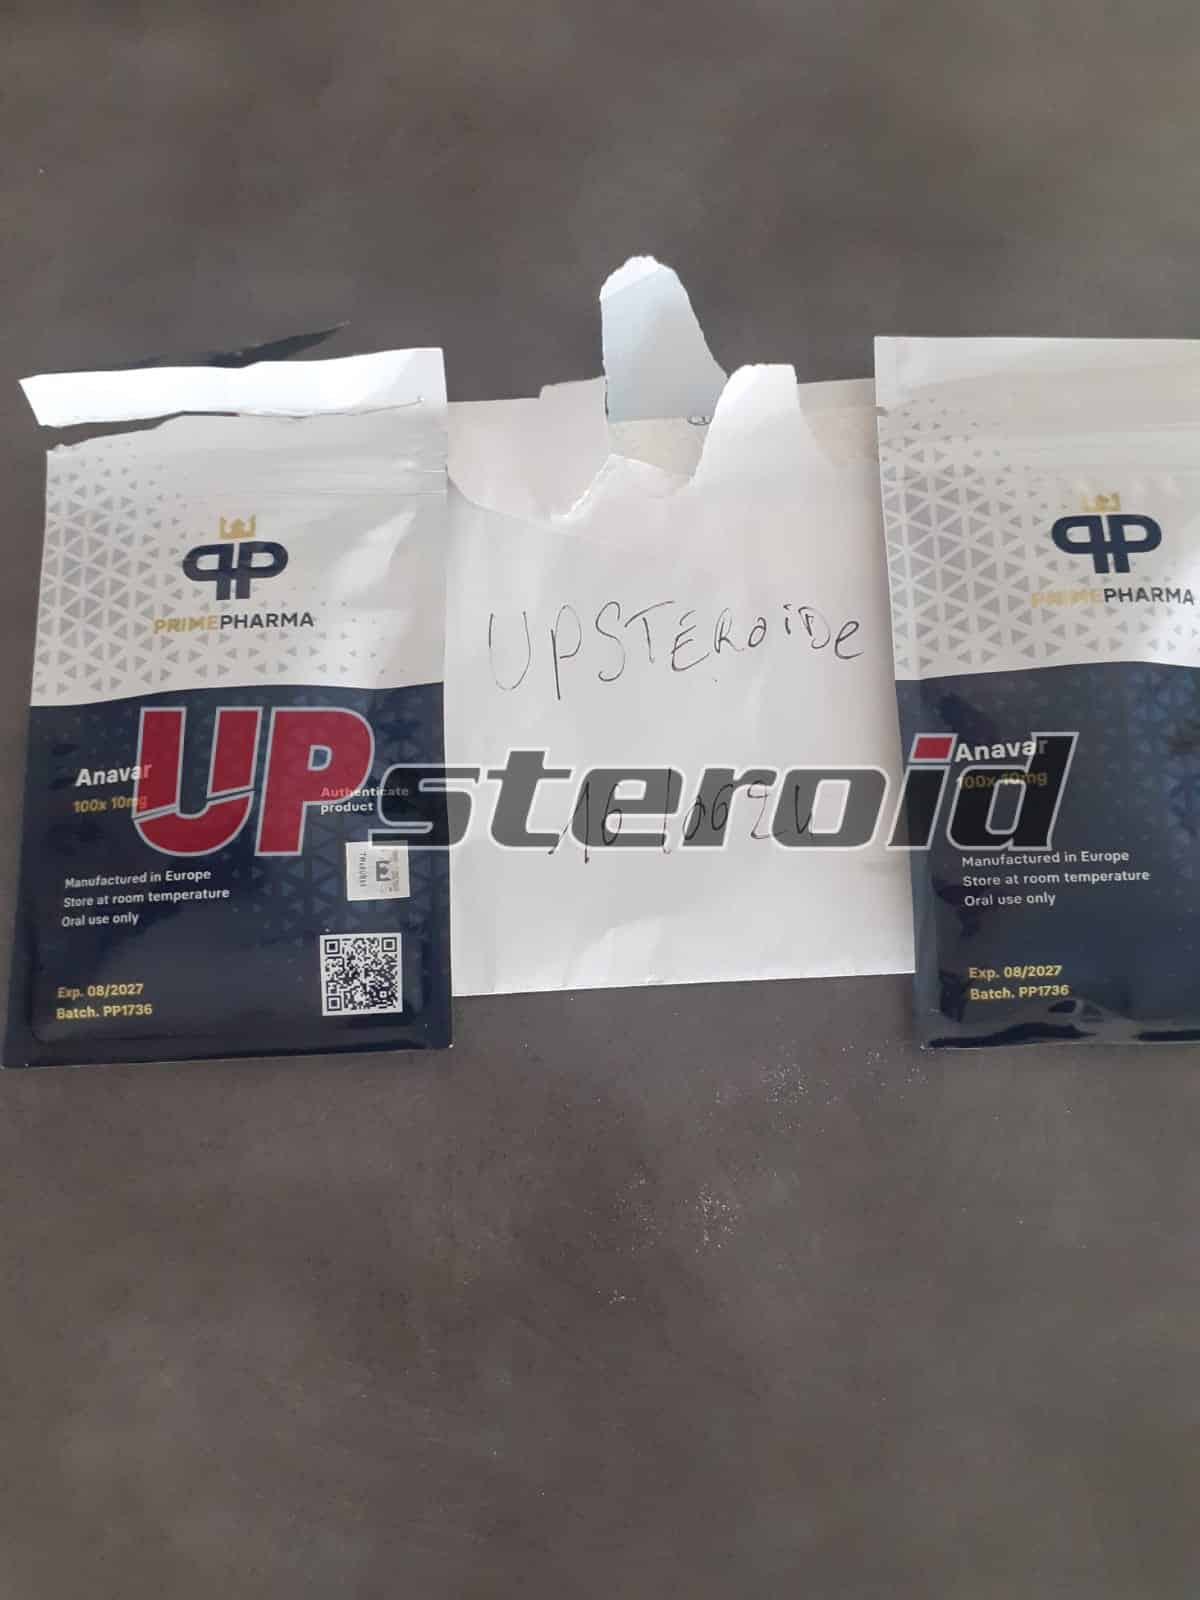 PP
PRIMEPHARMA
Anavar
100x 10mg
Authenticate
product
Manufactured in Europe
Store at room temperature
Oral use only
Exp. 08/2027
Batch. PP1736
UPSTEROiDe
UPsteroid
PP
PRIMEPHARMA
Anavar
100x 10mg
Manufactured in Europe
Store at room temperature
Oral use only
Exp. 08/2027
Batch. PP1736